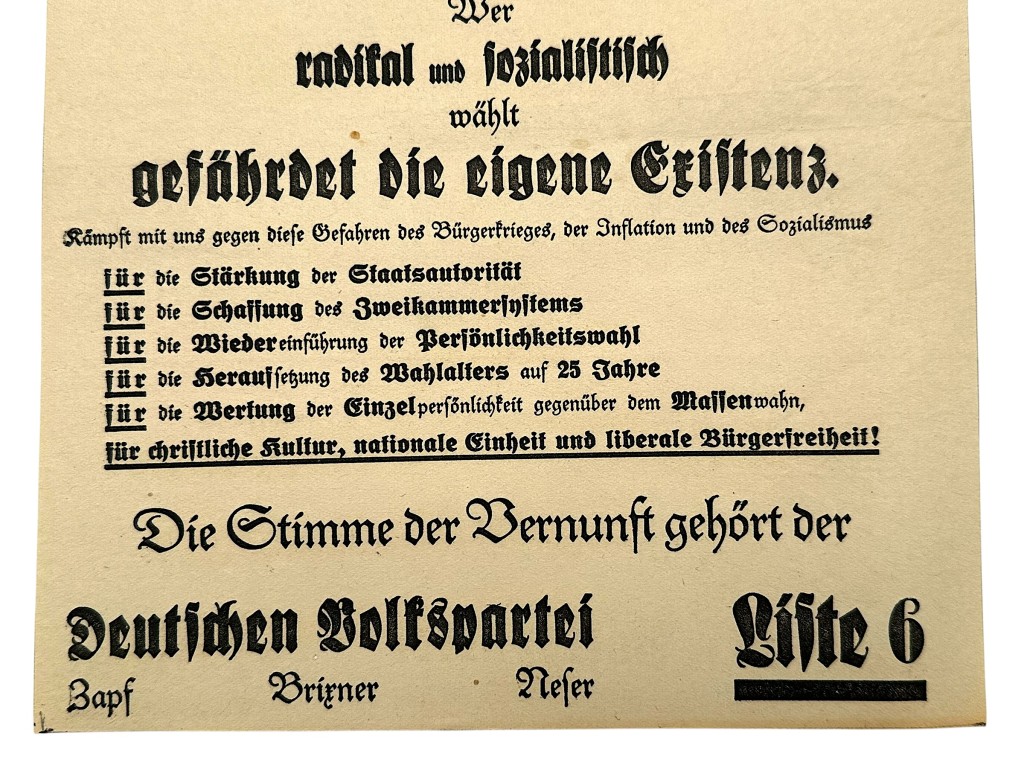 Wer
radikal und sozialistisch
wählt
gefährdet die eigene Existenz.
Kämpft mit uns gegen diese Gefahren des Bürgerkrieges, der Inflation und des Sozialismus
für die Stärkung der Staatsautorität
für die Schaffung des Zweikammersystems
für die Wiedereinführung der Persönlichkeitswahl
für die Heraufsetzung des Wahlalters auf 25 Jahre
für die Wertung der Einzelpersönlichkeit gegenüber dem Massenwahn,
für christliche Kultur, nationale Einheit und liberale Bürgerfreiheit!
Die Stimme der Vernunft gehört der
Deutschen Volkspartei Liste 6
Zapf Brixner Neser